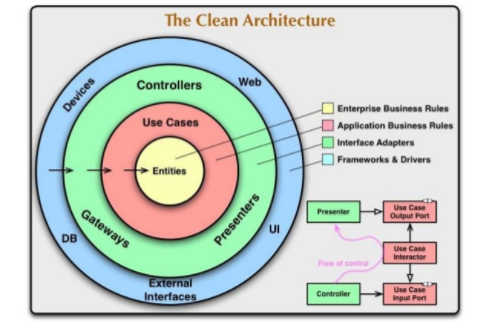 The Clean Architecture
Devices
Controllers
Web
Use Cases
Entities
Gateways
Presenters
DB
UI
External
Interfaces
Enterprise Business Rules
Application Business Rules
Interface Adapters
Frameworks & Drivers
Presenter
Use Case
Output Port
Flow of control
Use Case
Interactor
Controller
Use Case
Input Port